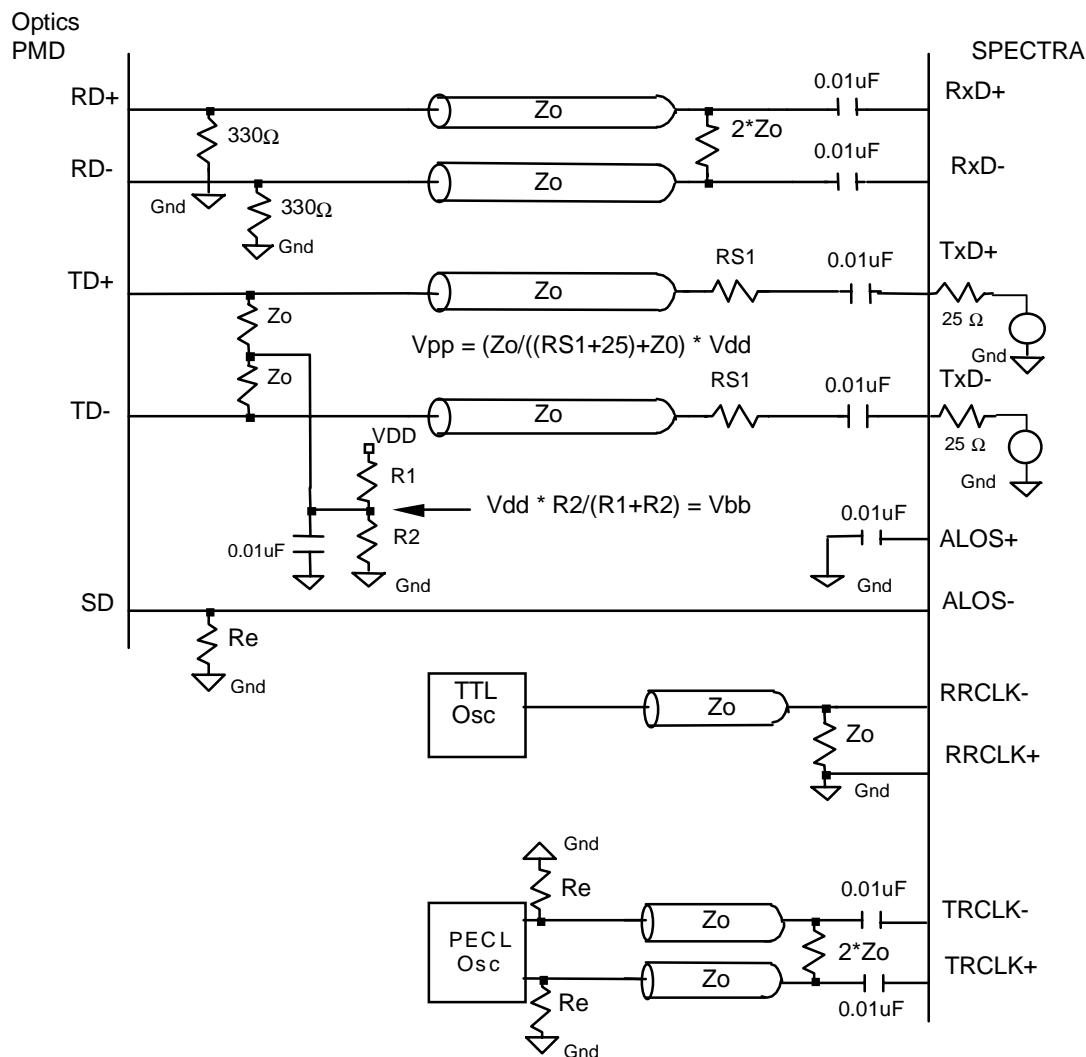 Optics
PMD
SPECTRA
RD+
Zo
0.01uF
RxD+
330Ω
2*Zo
RD-
Zo
0.01uF
RxD-
Gnd
330Ω
Gnd
TD+
Zo
RS1
0.01uF
TxD+
Zo
25 Ω
Vpp = (Zo/((RS1+25)+Z0) * Vdd
Gnd
Zo
TD-
Zo
RS1
0.01uF
TxD-
VDD
25 Ω
R1
Gnd
Vdd * R2/(R1+R2) = Vbb
0.01uF
R2
0.01uF
ALOS+
Gnd
Gnd
SD
ALOS-
Re
Gnd
TTL
Osc
Zo
RRCLK-
Zo
RRCLK+
Gnd
Gnd
Re
0.01uF
Zo
TRCLK-
PECL
Osc
2*Zo
Zo
TRCLK+
Re
0.01uF
Gnd